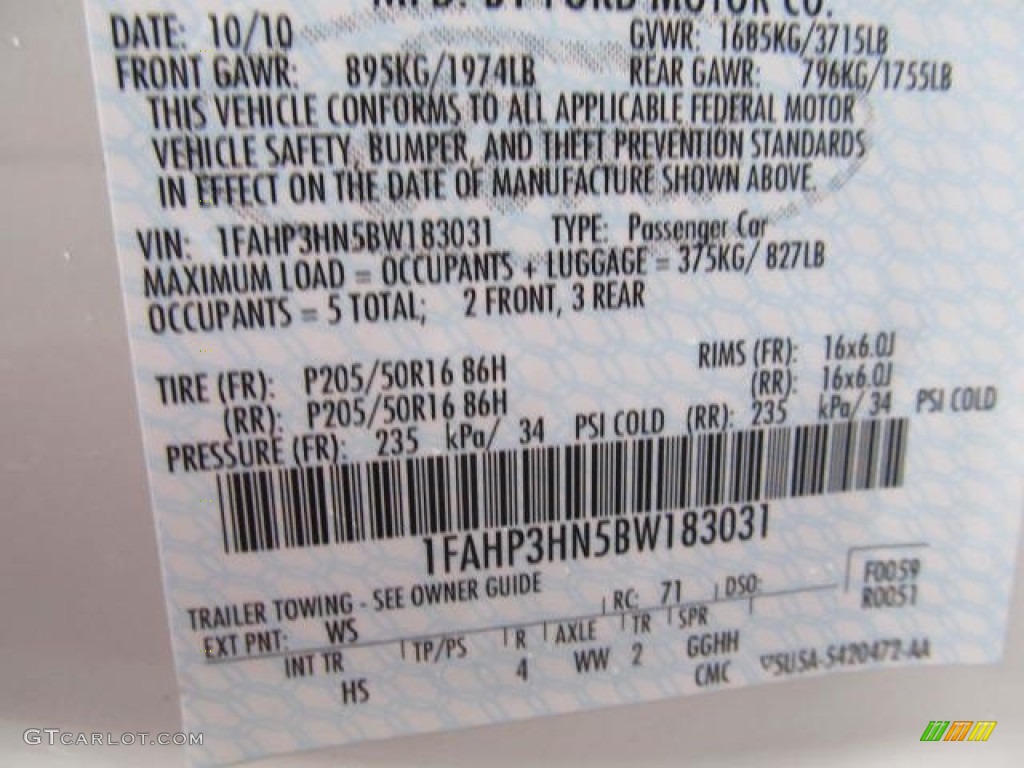 MFD. BY FORD MOTOR CO.
DATE: 10/10 GVWR: 1685KG/3715LB
FRONT GAWR: 895KG/1974LB REAR GAWR: 796KG/1755LB
THIS VEHICLE CONFORMS TO ALL APPLICABLE FEDERAL MOTOR
VEHICLE SAFETY, BUMPER, AND THEFT PREVENTION STANDARDS
IN EFFECT ON THE DATE OF MANUFACTURE SHOWN ABOVE.
VIN: 1FAHP3HN5BW183031 TYPE: Passenger Car
MAXIMUM LOAD = OCCUPANTS + LUGGAGE = 375KG/ 827LB
OCCUPANTS = 5 TOTAL; 2 FRONT, 3 REAR
TIRE (FR): P205/50R16 86H RIMS (FR): 16x6.0J
(RR): P205/50R16 86H (RR): 16x6.0J
PRESSURE (FR): 235 kPa/ 34 PSI COLD (RR): 235 kPa/ 34 PSI COLD
1FAHP3HN5BW183031
TRAILER TOWING - SEE OWNER GUIDE RC: 71 DSO: F0059
R0051
EXT PNT: WS
INT TR TP/PS R AXLE TR SPR
HS 4 WW 2 GGHH
CMC ▽SUSA-5420472-AA
GTCARLOT.COM